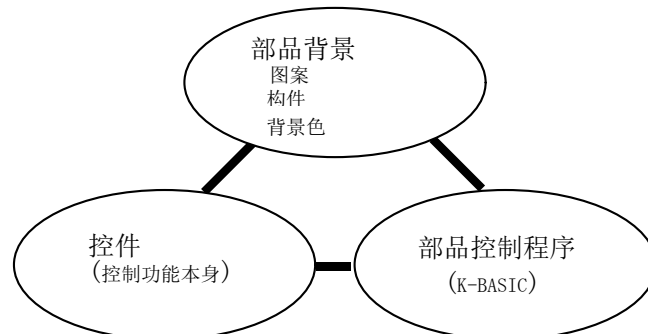 部品背景
图案
构件
背景色
控件
(控制功能本身)
部品控制程序
(K-BASIC)